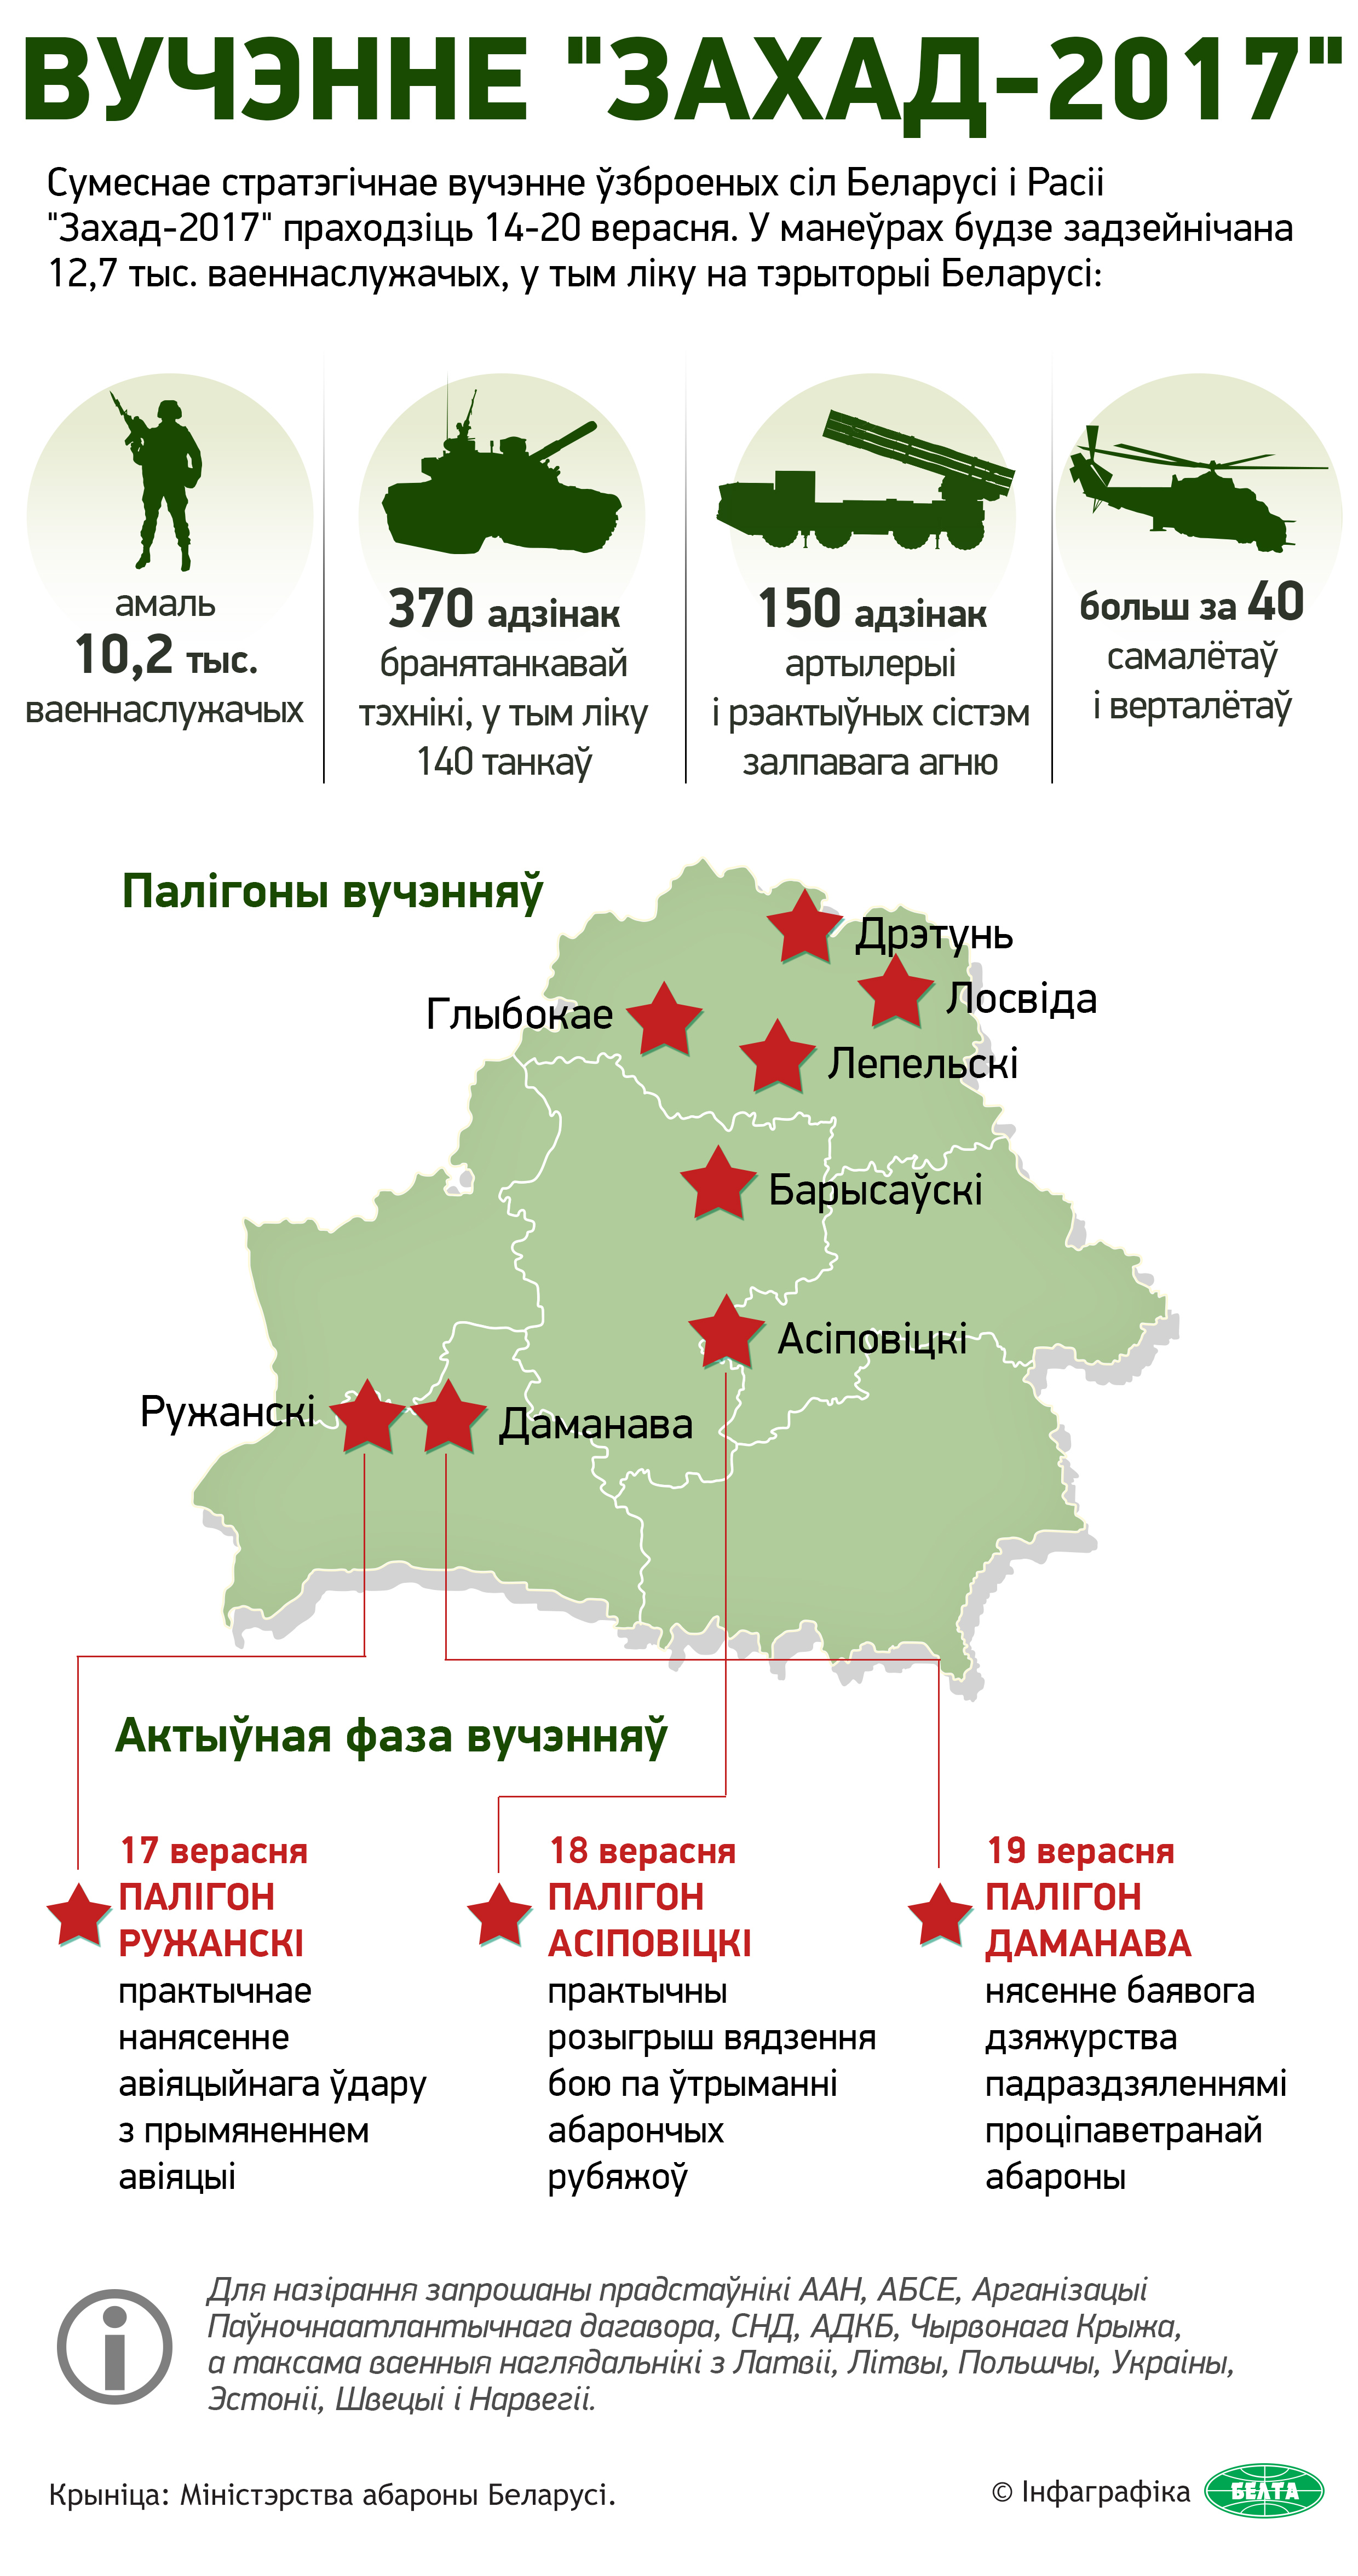 ВУЧЭННЕ "ЗАХАД-2017"
Сумеснае стратэгічнае вучэнне ўзброеных сіл Беларусі і Расіі
"Захад-2017" праходзіць 14-20 верасня. У манеўрах будзе задзейнічана
12,7 тыс. ваеннаслужачых, у тым ліку на тэрыторыі Беларусі:
амаль
10,2 тыс.
ваеннаслужачых
370 адзінак
бранятанкавай
тэхнікі, у тым ліку
140 танкаў
150 адзінак
артылерыі
і рэактыўных сістэм
залпавага агню
больш за 40
самалётаў
і верталётаў
Палігоны вучэнняў
Дрэтунь
Лосвіда
Глыбокае
Лепельскі
Барысаўскі
Асіповіцкі
Ружанскі
Даманава
Актыўная фаза вучэнняў
17 верасня
ПАЛІГОН
РУЖАНСКІ
практычнае
нанясенне
авіяцыйнага ўдару
з прымяненнем
авіяцыі
18 верасня
ПАЛІГОН
АСІПОВІЦКІ
практычны
розыгрыш вядзення
бою па ўтрыманні
абарончых
рубяжоў
19 верасня
ПАЛІГОН
ДАМАНАВА
нясенне баявога
дзяжурства
падраздзяленнямі
проціпаветранай
абароны
Для назірання запрошаны прадстаўнікі ААН, АБСЕ, Арганізацыі
Паўночнаатлантычнага дагавора, СНД, АДКБ, Чырвонага Крыжа,
а таксама ваенныя наглядальнікі з Латвіі, Літвы, Польшчы, Украіны,
Эстоніі, Швецыі і Нарвегіі.
Крыніца: Міністэрства абароны Беларусі.
© Інфаграфіка БЕЛТА